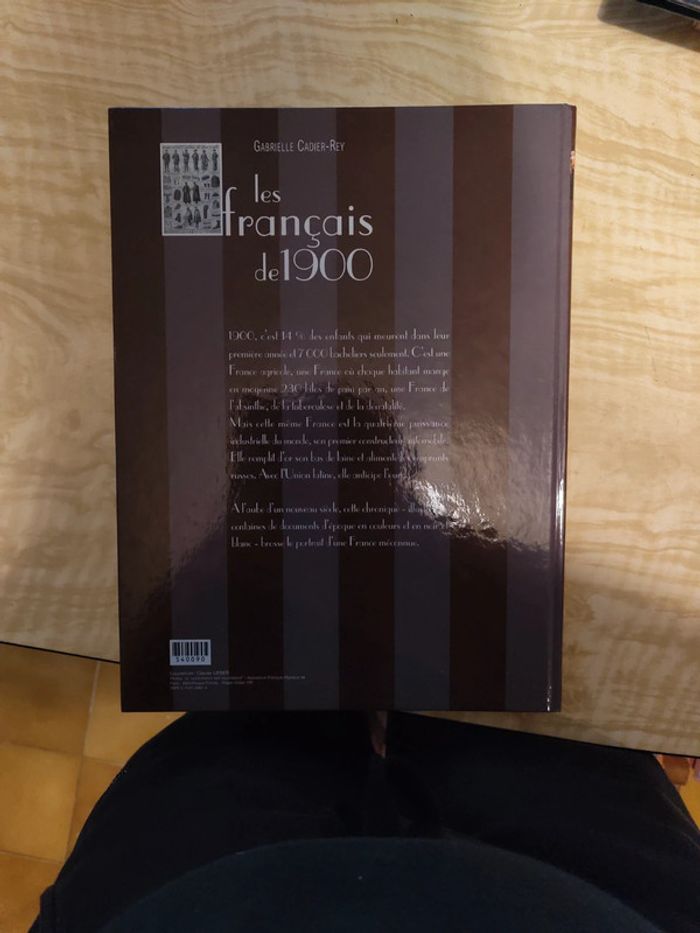 GABRIELLE CADIER-REY
les
français
de 1900
1900, c'est 14 % des enfants qui meurent dans leur
première année et 7 000 bacheliers seulement. C'est une
France agricole, une France où chaque habitant mange
en moyenne 230 kilos de pain par an, une France de
l'absinthe, de la tuberculose et de la dénatalité.
Mais cette même France est la quatrième puissance
industrielle du monde, son premier constructeur automobile.
Elle remplit d'or son bas de laine et alimente les emprunts
russes. Avec l'Union latine, elle anticipe
A l'aube d'un nouveau siècle, cette chronique -
centaines de documents d'époque en couleurs et en noir et
blanc - brosse le portrait d'une France méconnue.
540090